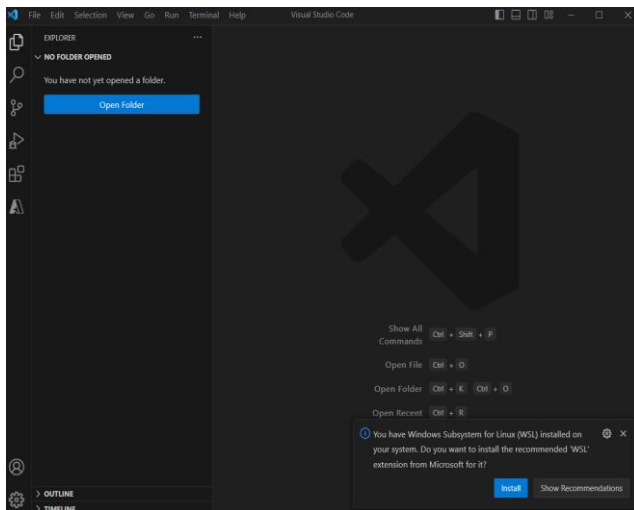 File Edit Selection View Go Run Terminal Help Visual Studio Code
EXPLORER ...
NO FOLDER OPENED
You have not yet opened a folder.
Open Folder
Show All Commands Ctrl + Shift + P
Open File Ctrl + O
Open Folder Ctrl + K Ctrl + O
Open Recent Ctrl + R
You have Windows Subsystem for Linux (WSL) installed on
your system. Do you want to install the recommended 'WSL'
extension from Microsoft for it?
Install Show Recommendations
OUTLINE
TIMELINE